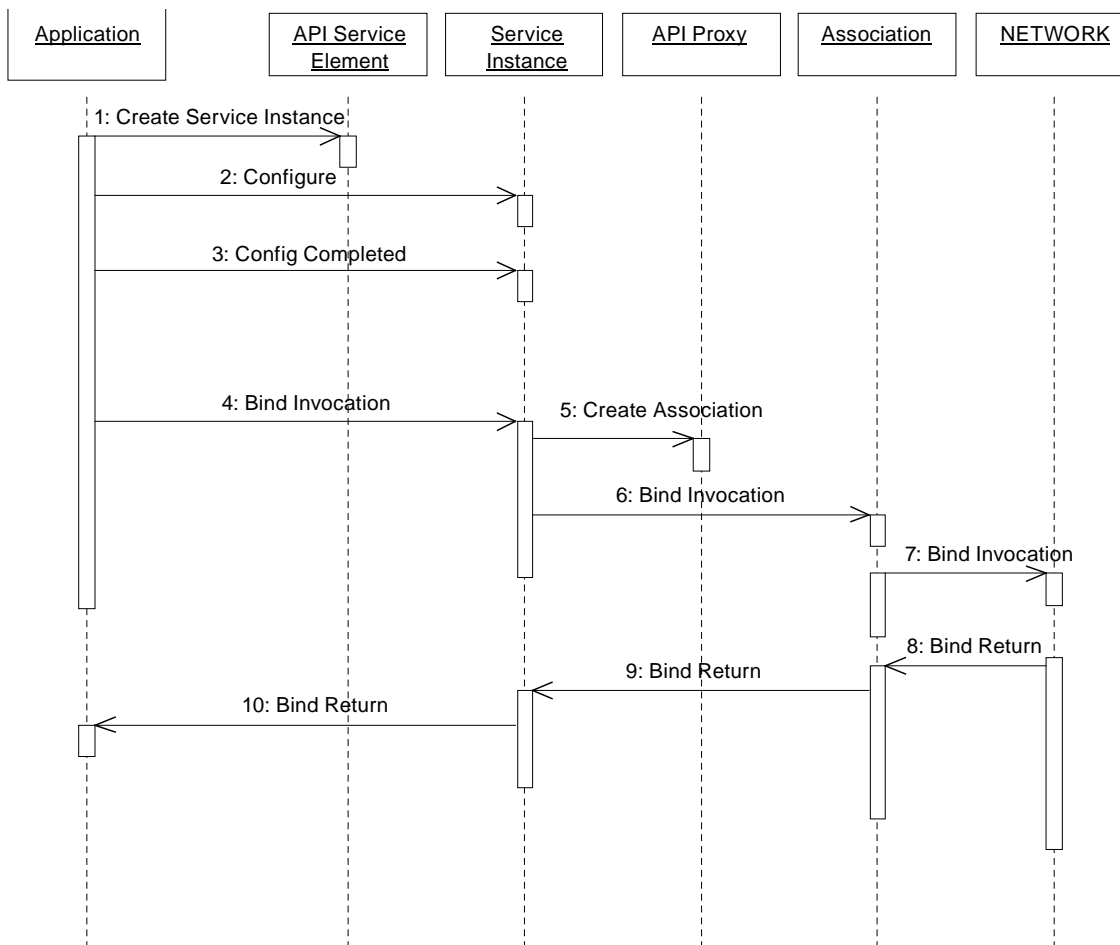 Application
API Service
Element
Service
Instance
API Proxy
Association
NETWORK
1: Create Service Instance
2: Configure
3: Config Completed
4: Bind Invocation
5: Create Association
6: Bind Invocation
7: Bind Invocation
8: Bind Return
9: Bind Return
10: Bind Return